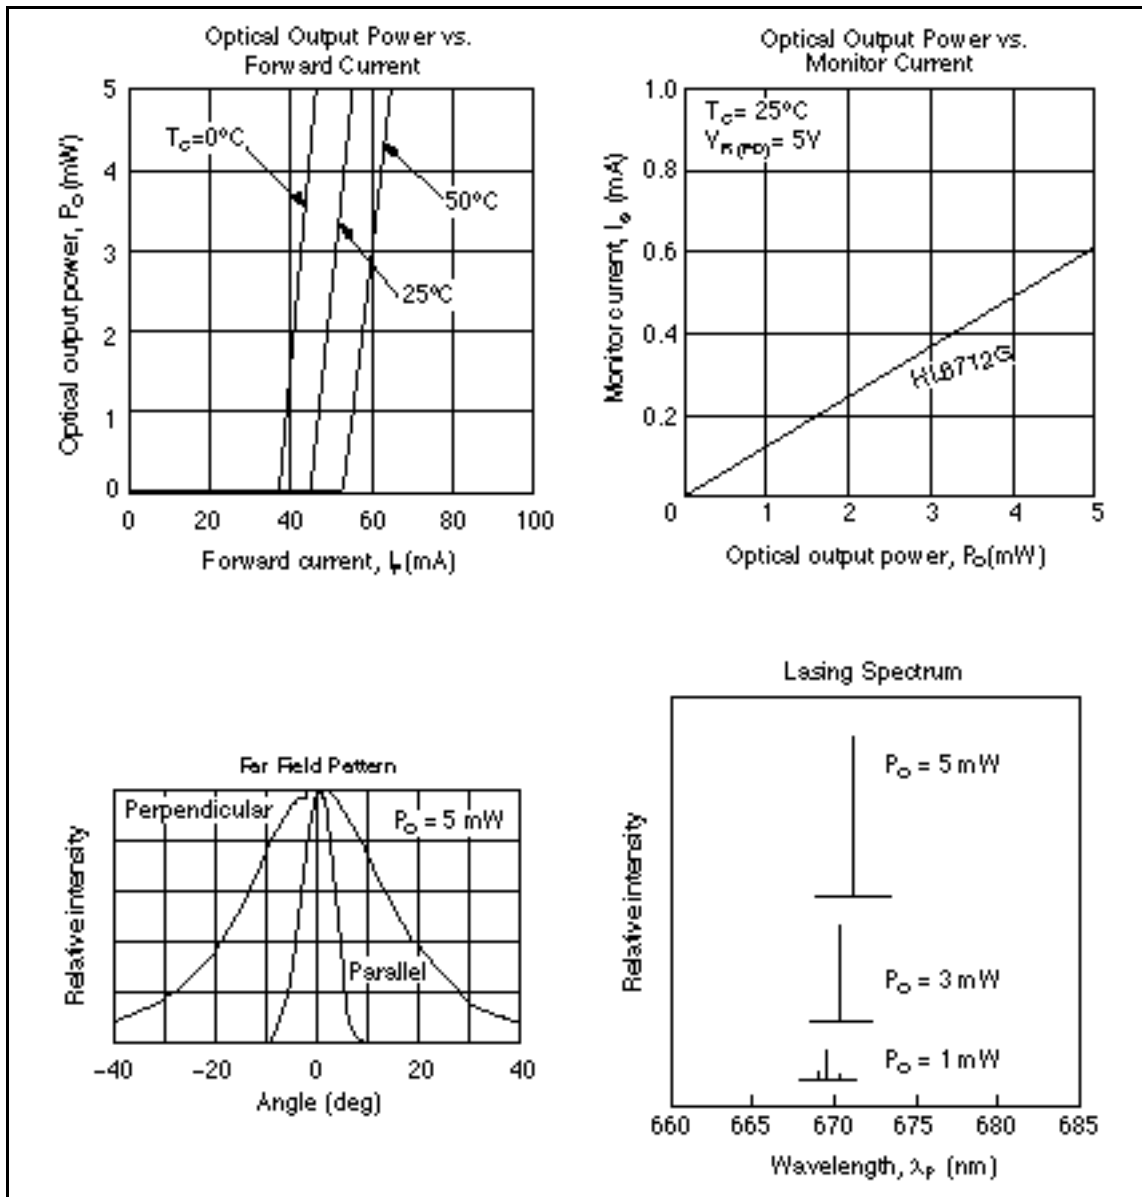 Optical Output Power vs.
Forward Current
5
4
3
2
1
0
Optical output power, PO (mW)
TC=0°C
50°C
25°C
0 20 40 60 80 100
Forward current, IF (mA)
Optical Output Power vs.
Monitor Current
1.0
0.8
0.6
0.4
0.2
0
Monitor current, IS (mA)
TC = 25°C
VR(PD) = 5V
HL6712G
1 2 3 4 5
Optical output power, PO (mW)
Far Field Pattern
Perpendicular
PO = 5 mW
Parallel
Relative intensity
−40 −20 0 20 40
Angle (deg)
Lasing Spectrum
PO = 5 mW
PO = 3 mW
PO = 1 mW
Relative intensity
660 665 670 675 680 685
Wavelength, λP (nm)